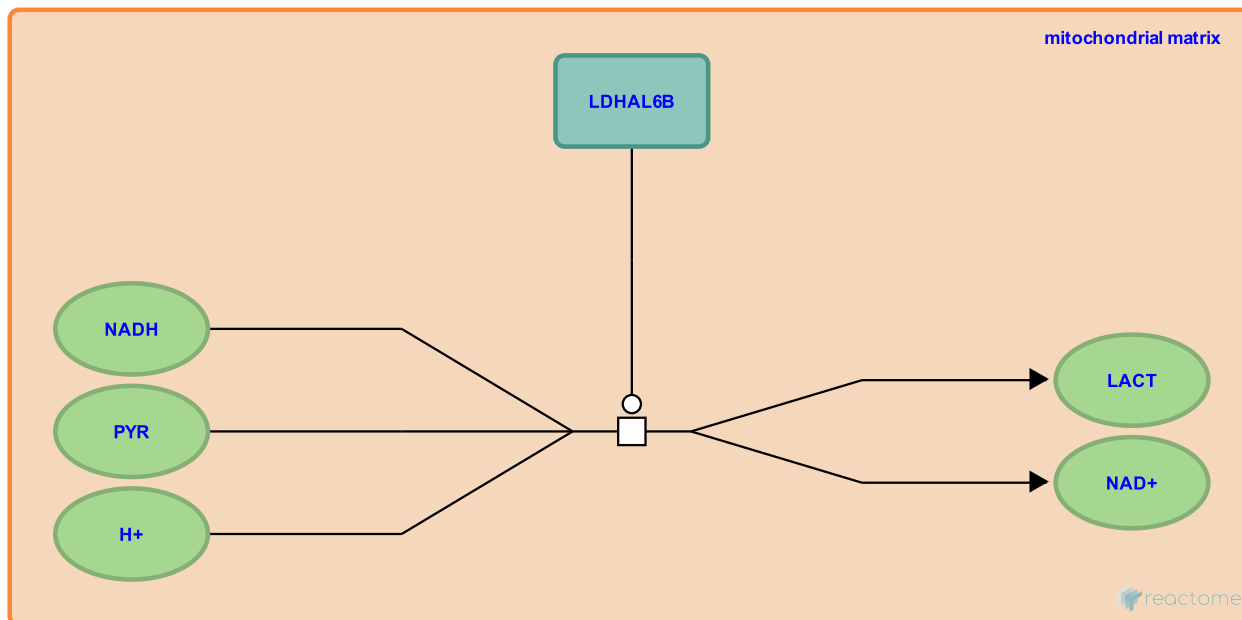 mitochondrial matrix
LDHAL6B
NADH
PYR
H+
LACT
NAD+
reactome